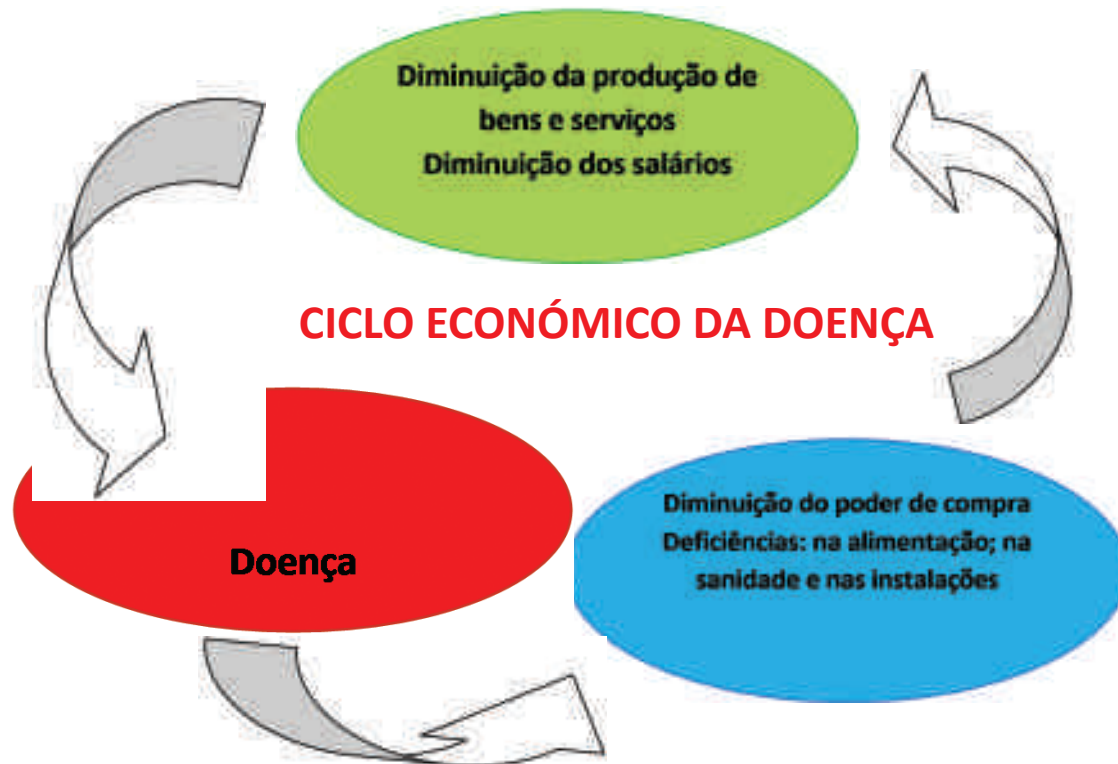 Diminuição da produção de
bens e serviços
Diminuição dos salários
CICLO ECONÓMICO DA DOENÇA
Doença
Diminuição do poder de compra
Deficiências: na alimentação; na
sanidade e nas instalações